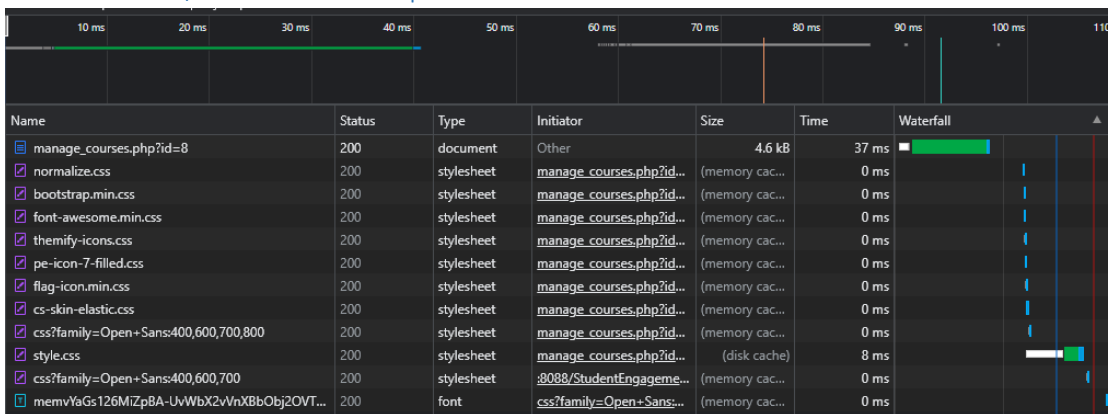 10 ms 20 ms 30 ms 40 ms 50 ms 60 ms 70 ms 80 ms 90 ms 100 ms 110
Name Status Type Initiator Size Time Waterfall
manage_courses.php?id=8 200 document Other 4.6 kB 37 ms
normalize.css 200 stylesheet manage_courses.php?id... (memory cac... 0 ms
bootstrap.min.css 200 stylesheet manage_courses.php?id... (memory cac... 0 ms
font-awesome.min.css 200 stylesheet manage_courses.php?id... (memory cac... 0 ms
themify-icons.css 200 stylesheet manage_courses.php?id... (memory cac... 0 ms
pe-icon-7-filled.css 200 stylesheet manage_courses.php?id... (memory cac... 0 ms
flag-icon.min.css 200 stylesheet manage_courses.php?id... (memory cac... 0 ms
cs-skin-elastic.css 200 stylesheet manage_courses.php?id... (memory cac... 0 ms
css?family=Open+Sans:400,600,700,800 200 stylesheet manage_courses.php?id... (memory cac... 0 ms
style.css 200 stylesheet manage_courses.php?id... (disk cache) 8 ms
css?family=Open+Sans:400,600,700 200 stylesheet :8088/StudentEngageme... (memory cac... 0 ms
memvYaGs126MiZpBA-UvWbX2vVnXBbObj2OVT... 200 font css?family=Open+Sans:... (memory cac... 0 ms